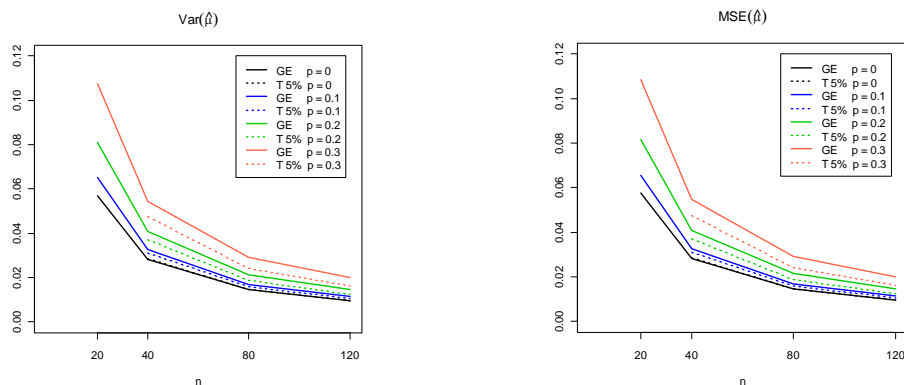 Var(μ̂)
0.12
0.10
0.08
0.06
0.04
0.02
0.00
GE p = 0
T 5% p = 0
GE p = 0.1
T 5% p = 0.1
GE p = 0.2
T 5% p = 0.2
GE p = 0.3
T 5% p = 0.3
20 40 80 120
n
MSE(μ̂)
0.12
0.10
0.08
0.06
0.04
0.02
0.00
GE p = 0
T 5% p = 0
GE p = 0.1
T 5% p = 0.1
GE p = 0.2
T 5% p = 0.2
GE p = 0.3
T 5% p = 0.3
20 40 80 120
n